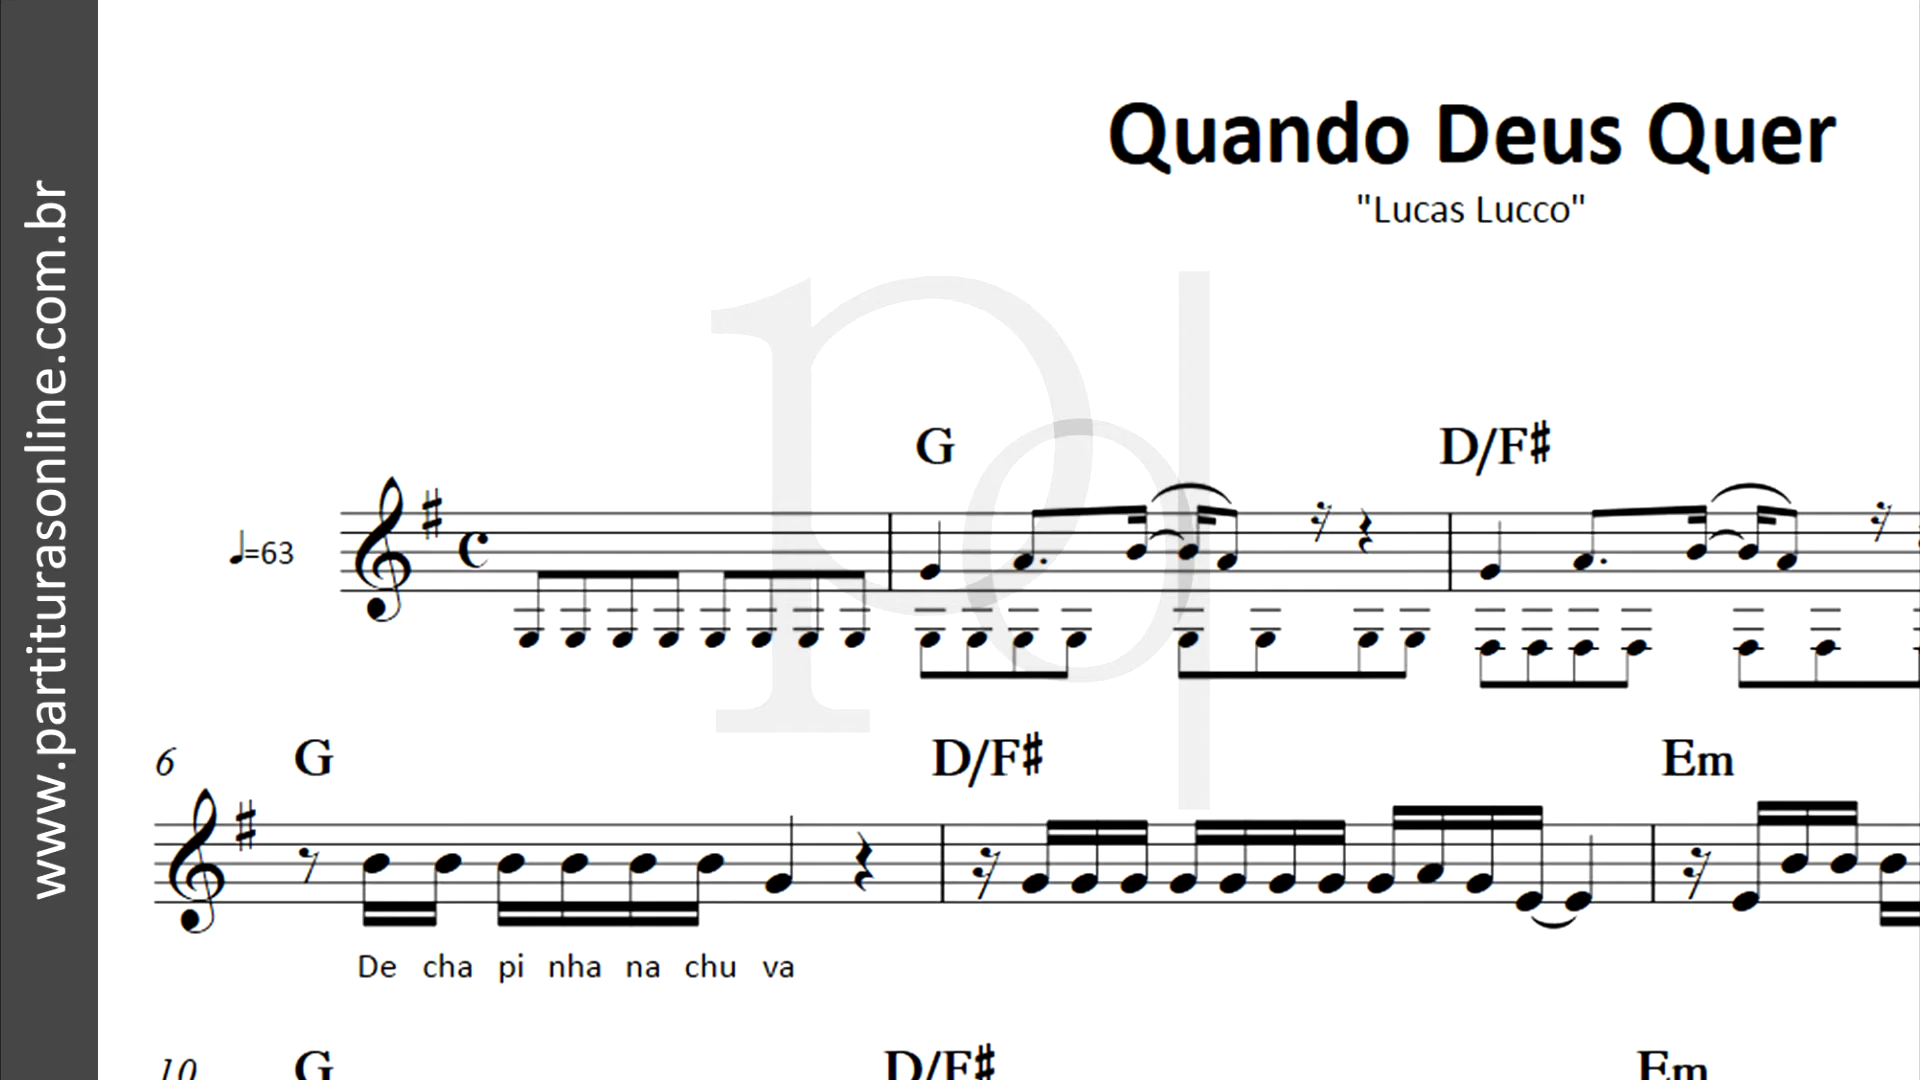 www.partiturasonline.com.br
Quando Deus Quer
"Lucas Lucco"
G D/F♯
♩=63
6 G D/F♯ Em
De cha pi nha na chu va
10 G D/F♯ Em